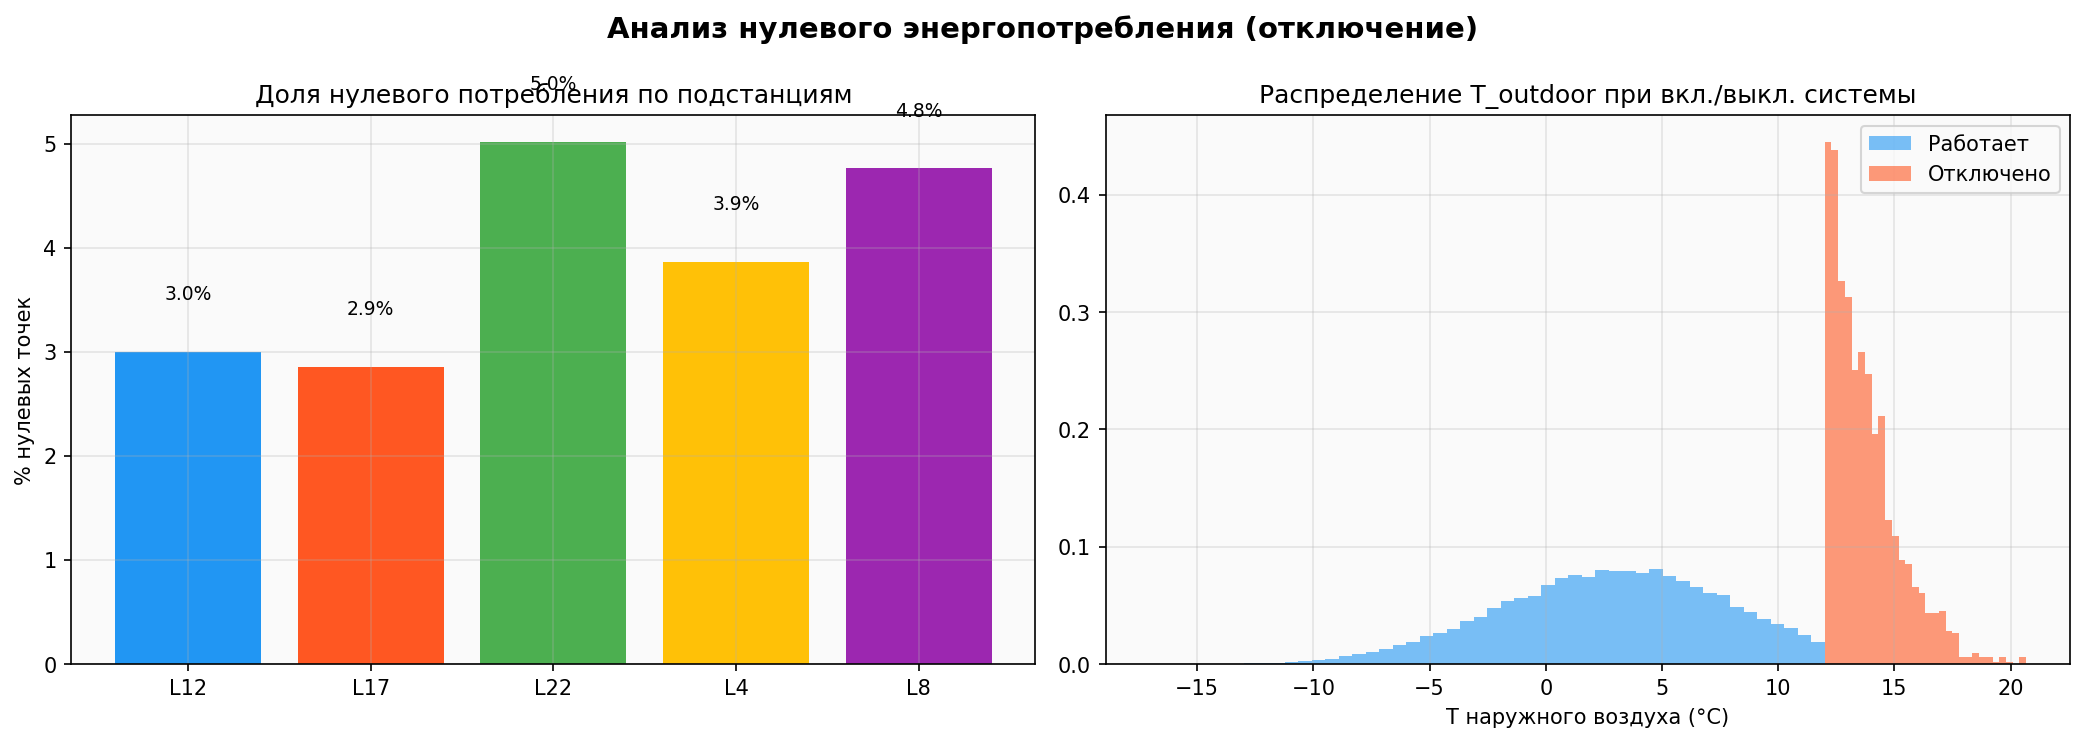 Анализ нулевого энергопотребления (отключение)
Доля нулевого потребления по подстанциям
% нулевых точек
5
4
3
2
1
0
3.0%
2.9%
5.0%
3.9%
4.8%
L12
L17
L22
L4
L8
Распределение T_outdoor при вкл./выкл. системы
Работает
Отключено
0.4
0.3
0.2
0.1
0.0
−15
−10
−5
0
5
10
15
20
Т наружного воздуха (°C)